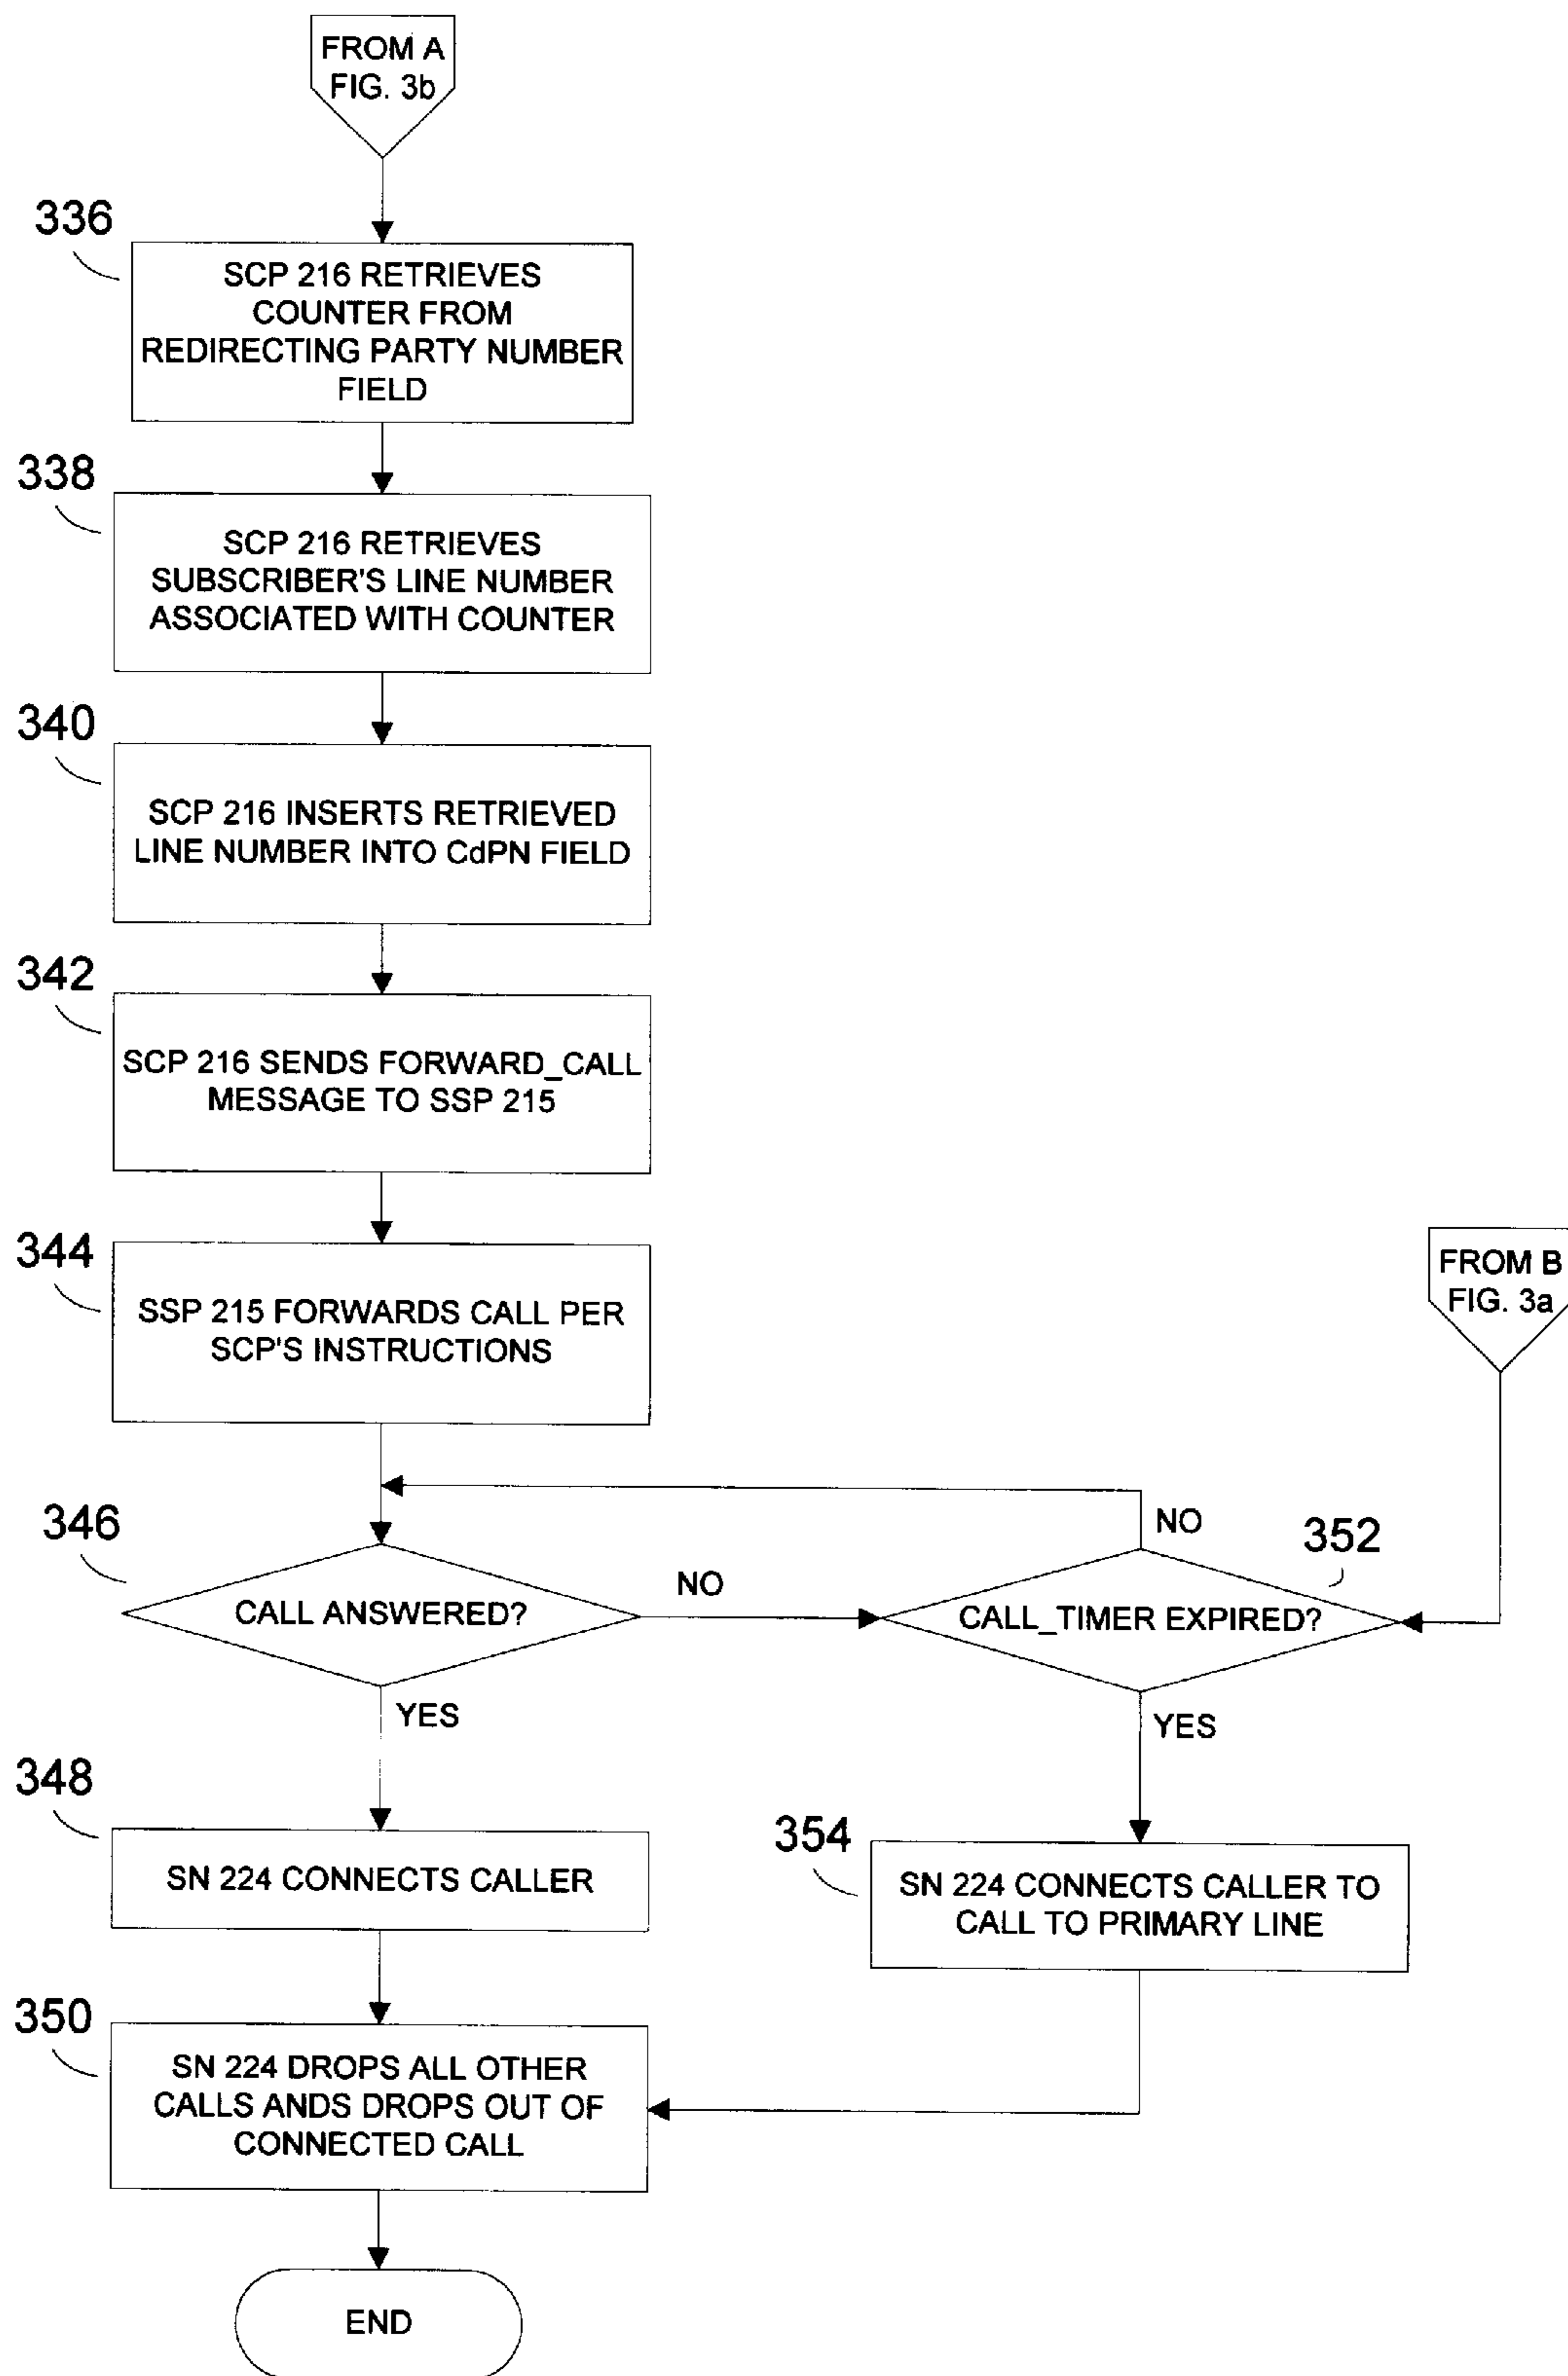 FROM A
FIG. 3b
336
SCP 216 RETRIEVES
COUNTER FROM
REDIRECTING PARTY NUMBER
FIELD
338
SCP 216 RETRIEVES
SUBSCRIBER'S LINE NUMBER
ASSOCIATED WITH COUNTER
340
SCP 216 INSERTS RETRIEVED
LINE NUMBER INTO CdPN FIELD
342
SCP 216 SENDS FORWARD_CALL
MESSAGE TO SSP 215
344
SSP 215 FORWARDS CALL PER
SCP'S INSTRUCTIONS
FROM B
FIG. 3a
346
CALL ANSWERED?
NO
YES
352
CALL_TIMER EXPIRED?
NO
YES
348
SN 224 CONNECTS CALLER
354
SN 224 CONNECTS CALLER TO
CALL TO PRIMARY LINE
350
SN 224 DROPS ALL OTHER
CALLS ANDS DROPS OUT OF
CONNECTED CALL
END